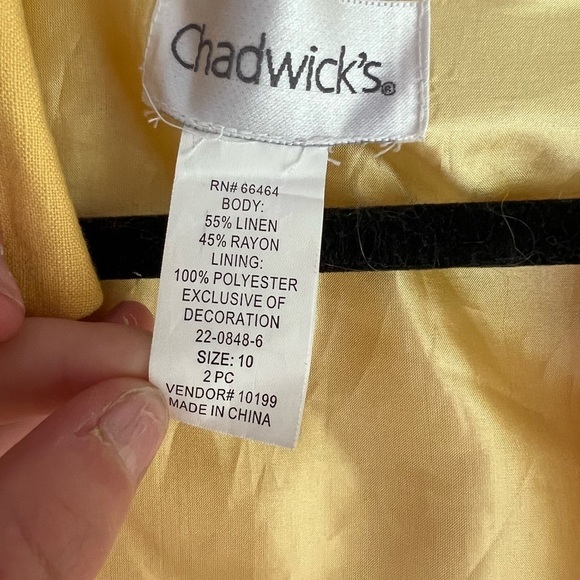 Chadwick's®
RN# 66464
BODY:
55% LINEN
45% RAYON
LINING:
100% POLYESTER
EXCLUSIVE OF
DECORATION
22-0848-6
SIZE: 10
2 PC
VENDOR# 10199
MADE IN CHINA